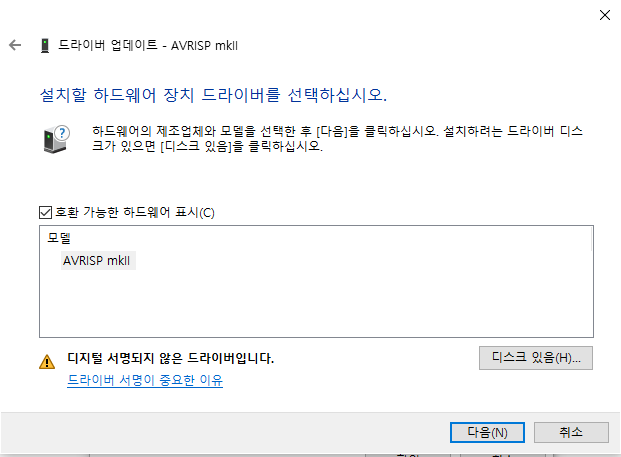 드라이버 업데이트 - AVRISP mkII
설치할 하드웨어 장치 드라이버를 선택하십시오.
하드웨어의 제조업체와 모델을 선택한 후 [다음]을 클릭하십시오. 설치하려는 드라이버 디스
크가 있으면 [디스크 있음]을 클릭하십시오.
호환 가능한 하드웨어 표시(C)
모델
AVRISP mkII
디지털 서명되지 않은 드라이버입니다.
디스크 있음(H)...
드라이버 서명이 중요한 이유
다음(N)
취소